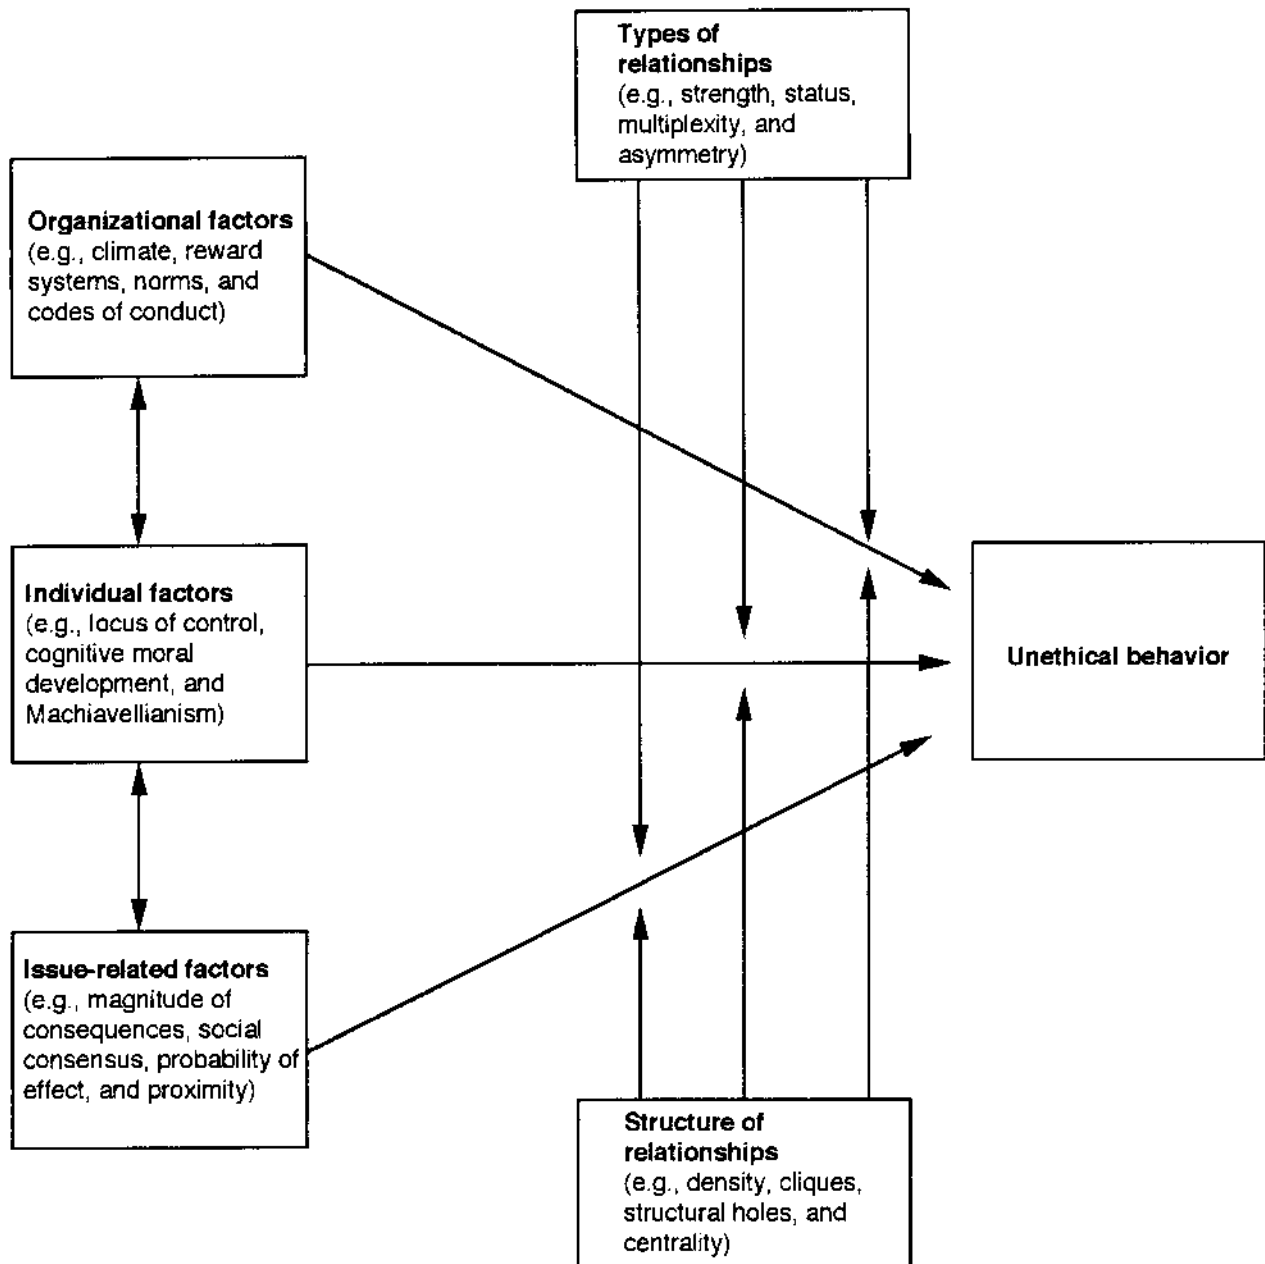 Types of
relationships
(e.g., strength, status,
multiplexity, and
asymmetry)
Organizational factors
(e.g., climate, reward
systems, norms, and
codes of conduct)
Individual factors
(e.g., locus of control,
cognitive moral
development, and
Machiavellianism)
Unethical behavior
Issue-related factors
(e.g., magnitude of
consequences, social
consensus, probability of
effect, and proximity)
Structure of
relationships
(e.g., density, cliques,
structural holes, and
centrality)